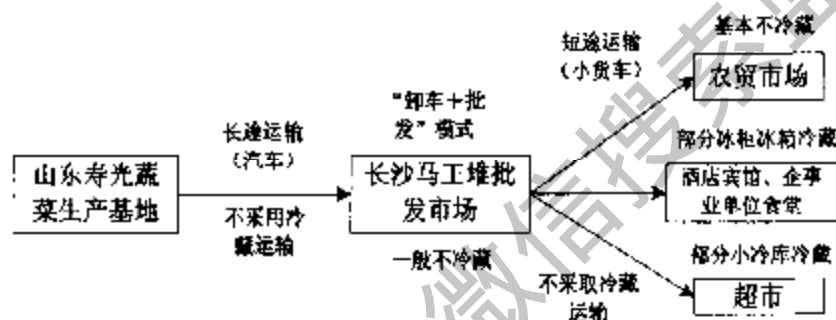 山东寿光蔬
菜生产基地
长途运输
（汽车）
不采用冷
藏运输
“卸车＋批
发”模式
长沙马王堆批
发市场
一般不冷藏
短途运输
（小货车）
不采取冷藏
运输
基本不冷藏
农贸市场
部分冰柜冰箱冷藏
酒店宾馆、企事
业单位食堂
部分小冷库冷藏
超市
微信搜索